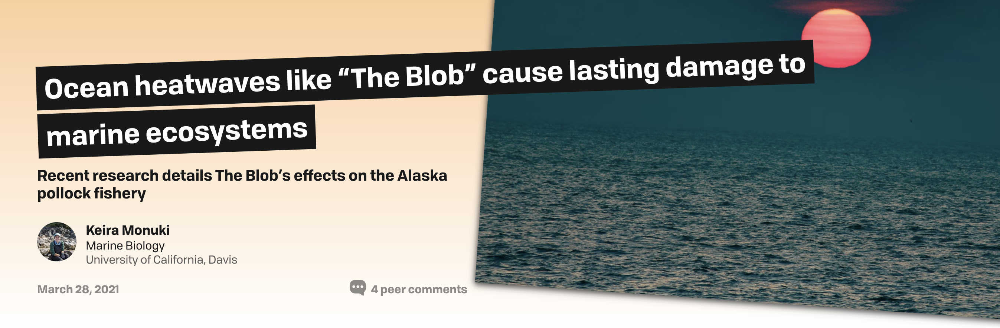 Ocean heatwaves like “The Blob” cause lasting damage to
marine ecosystems
Recent research details The Blob’s effects on the Alaska
pollock fishery
Keira Monuki
Marine Biology
University of California, Davis
March 28, 2021
4 peer comments